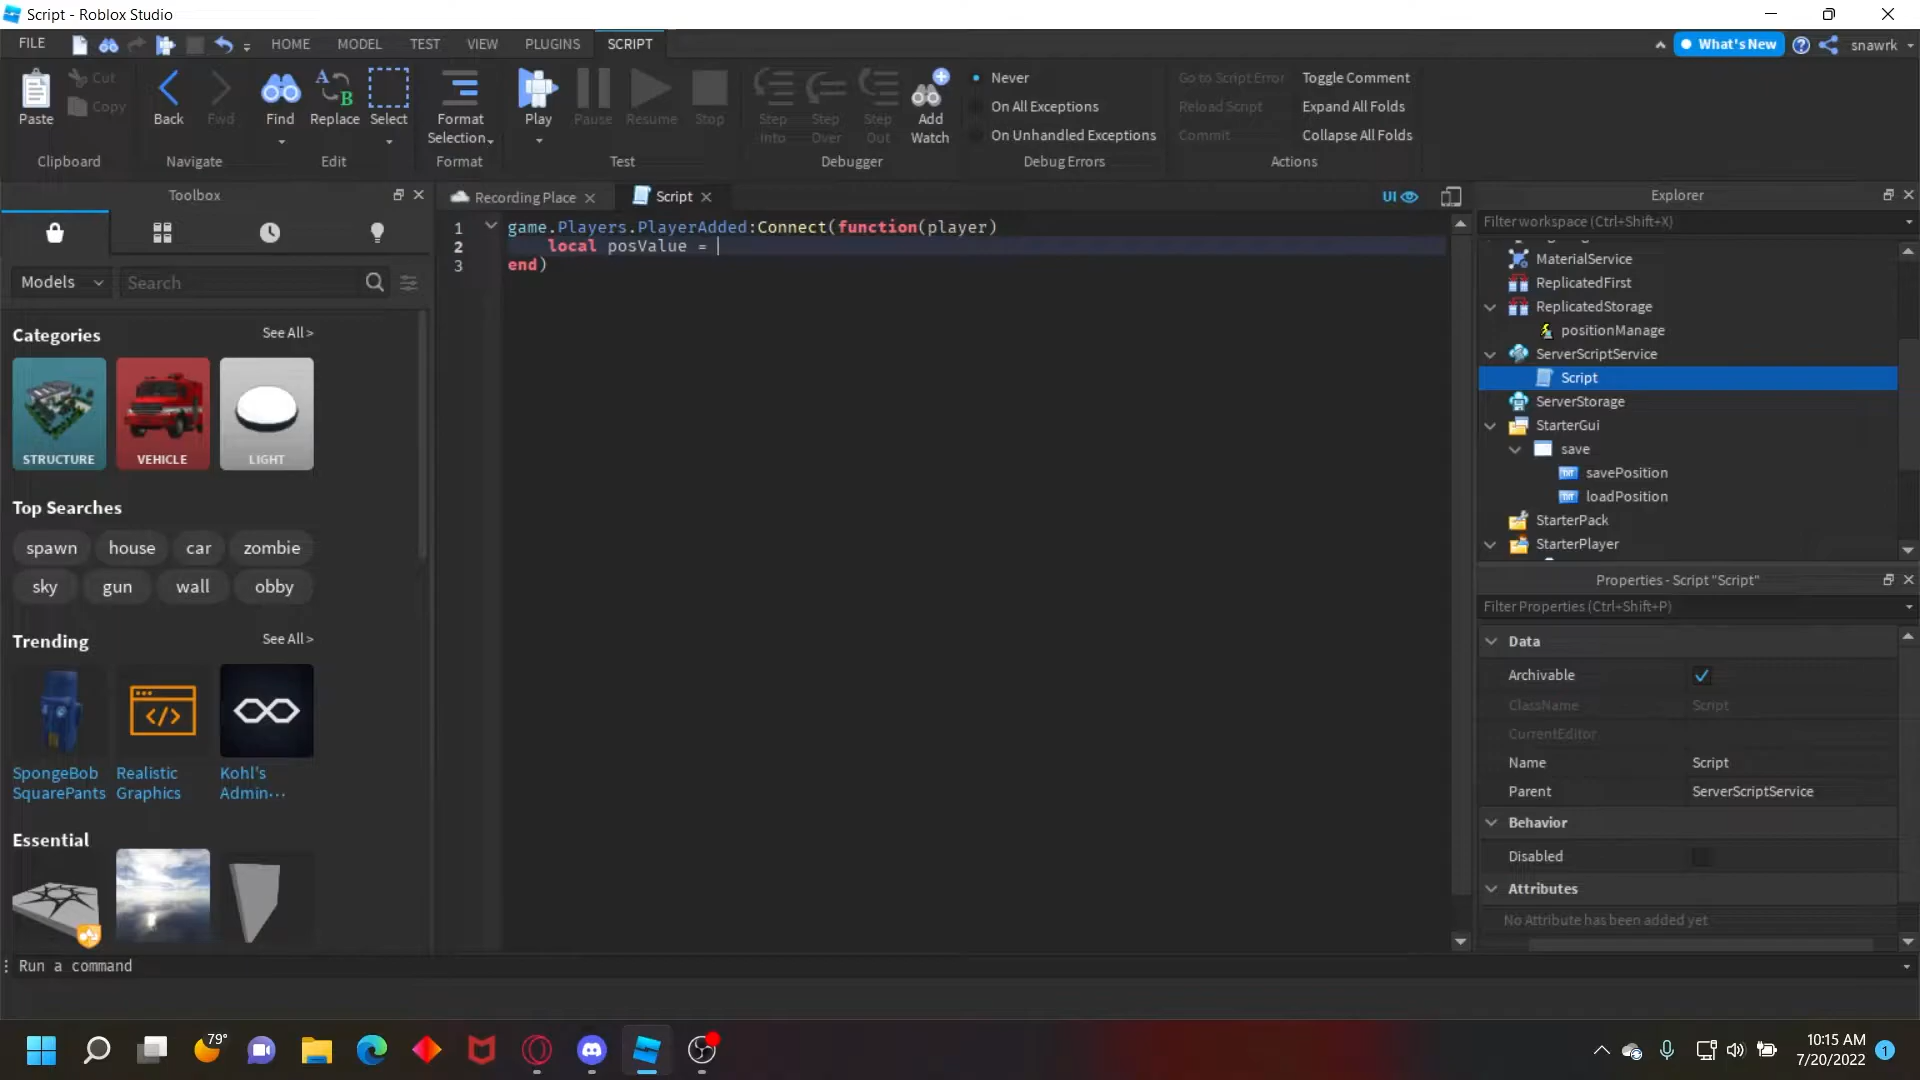 Script - Roblox Studio
FILE HOME MODEL TEST VIEW PLUGINS SCRIPT What's New snawrk
Paste Cut Copy
Clipboard
Back Fwd
Navigate
Find Replace Select
Edit
Format Selection
Format
Play Pause Resume Stop
Test
Step Into Step Over Step Out Add Watch
Debugger
Never
On All Exceptions
On Unhandled Exceptions
Debug Errors
Go to Script Error Toggle Comment
Reload Script Expand All Folds
Commit Collapse All Folds
Actions
Toolbox
Models Search
Categories See All >
STRUCTURE VEHICLE LIGHT
Top Searches
spawn house car zombie
sky gun wall obby
Trending See All >
SpongeBob SquarePants
Realistic Graphics
Kohl's Admin···
Essential
Recording Place Script UI
1 game.Players.PlayerAdded:Connect(function(player)
2 local posValue =
3 end)
Explorer
Filter workspace (Ctrl+Shift+X)
MaterialService
ReplicatedFirst
ReplicatedStorage
positionManage
ServerScriptService
Script
ServerStorage
StarterGui
save
savePosition
loadPosition
StarterPack
StarterPlayer
Properties - Script "Script"
Filter Properties (Ctrl+Shift+P)
Data
Archivable
ClassName Script
CurrentEditor
Name Script
Parent ServerScriptService
Behavior
Disabled
Attributes
No Attribute has been added yet
Run a command
79°
10:15 AM
7/20/2022
1